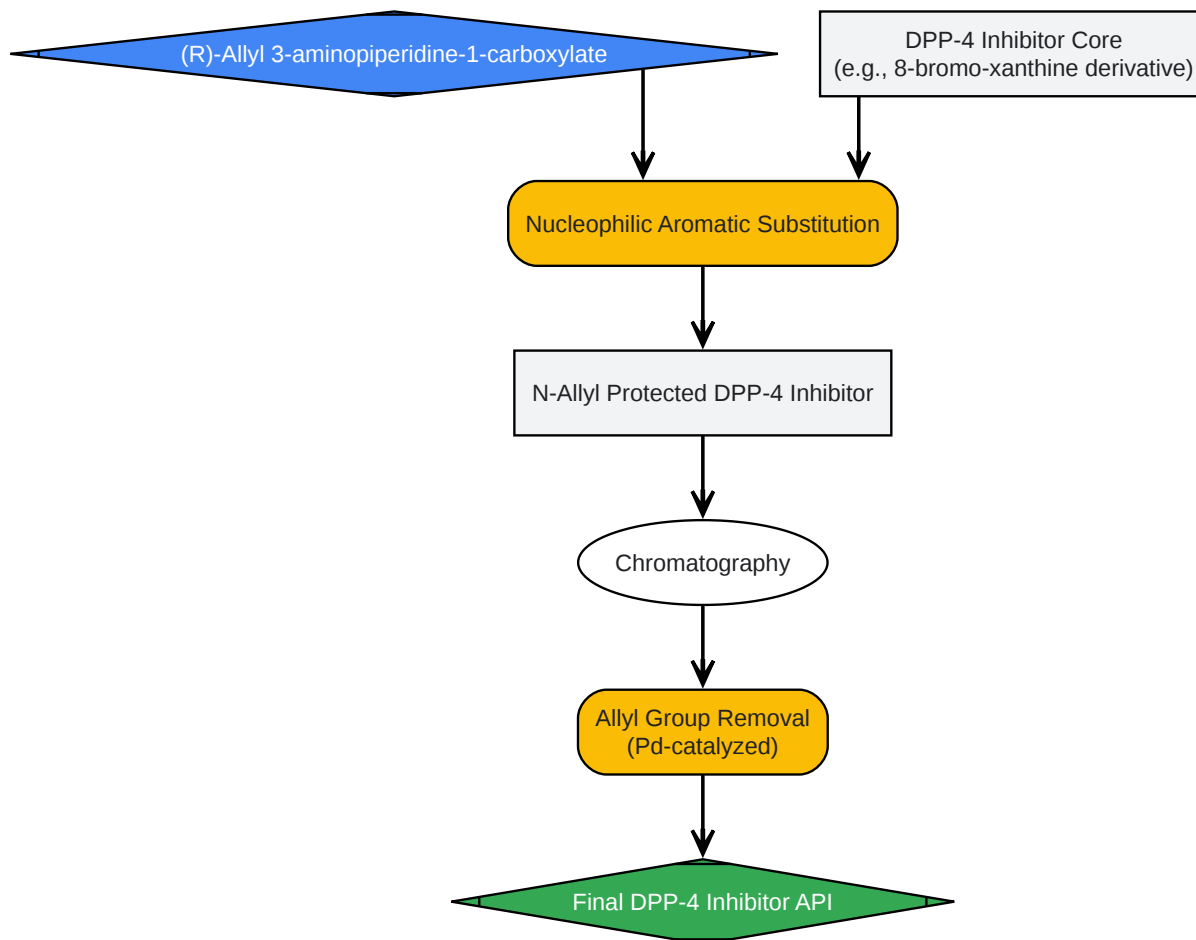 (R)-Allyl 3-aminopiperidine-1-carboxylate
DPP-4 Inhibitor Core
(e.g., 8-bromo-xanthine derivative)
Nucleophilic Aromatic Substitution
N-Allyl Protected DPP-4 Inhibitor
Chromatography
Allyl Group Removal
(Pd-catalyzed)
Final DPP-4 Inhibitor API